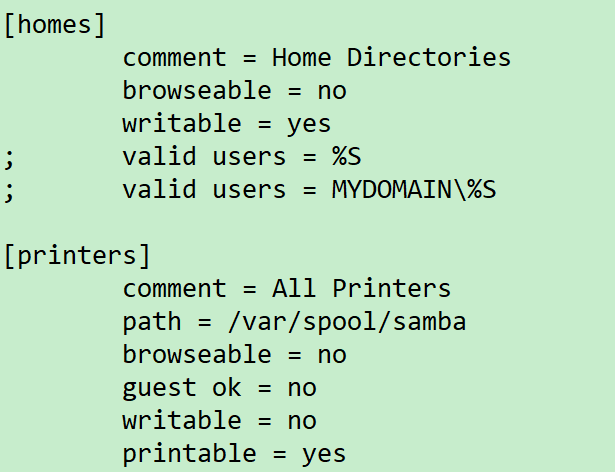 [homes]
        comment = Home Directories
        browseable = no
        writable = yes
;       valid users = %S
;       valid users = MYDOMAIN\%S

[printers]
        comment = All Printers
        path = /var/spool/samba
        browseable = no
        guest ok = no
        writable = no
        printable = yes